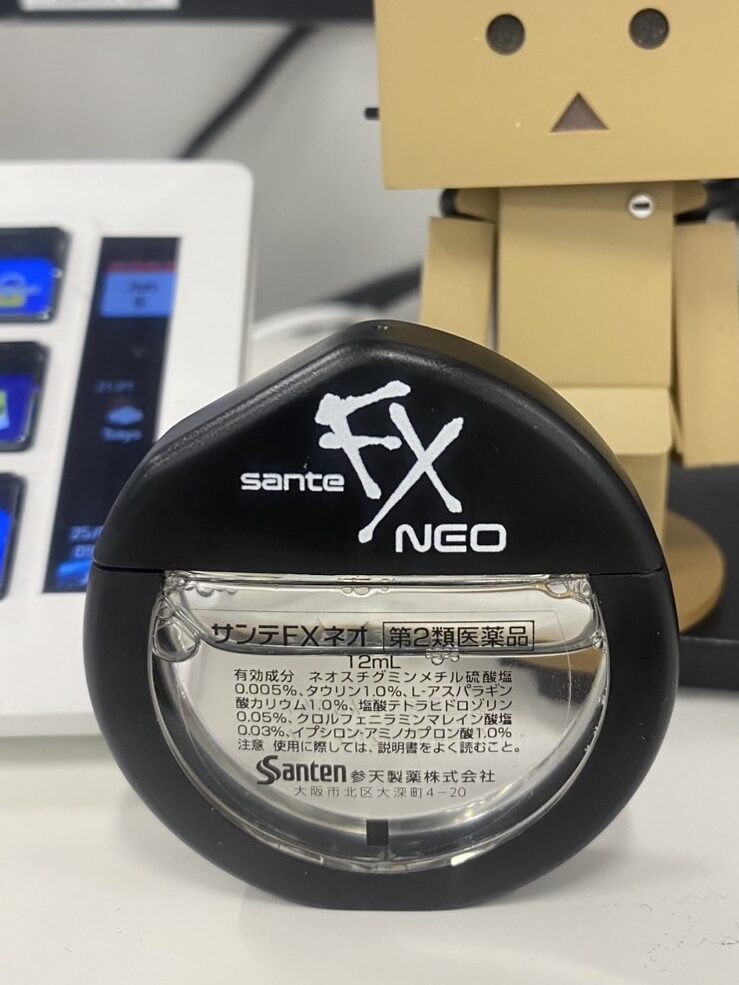 sante FX
NEO
サンテFXネオ 第2類医薬品
12mL
有効成分 ネオスチグミンメチル硫酸塩
0.005%、タウリン1.0%、L-アスパラギン
酸カリウム1.0%、塩酸テトラヒドロゾリン
0.05%、クロルフェニラミンマレイン酸塩
0.03%、イプシロン-アミノカプロン酸1.0%
注意 使用に際しては、説明書をよく読むこと。
Santen 参天製薬株式会社
大阪市北区大深町4-20
Tokyo